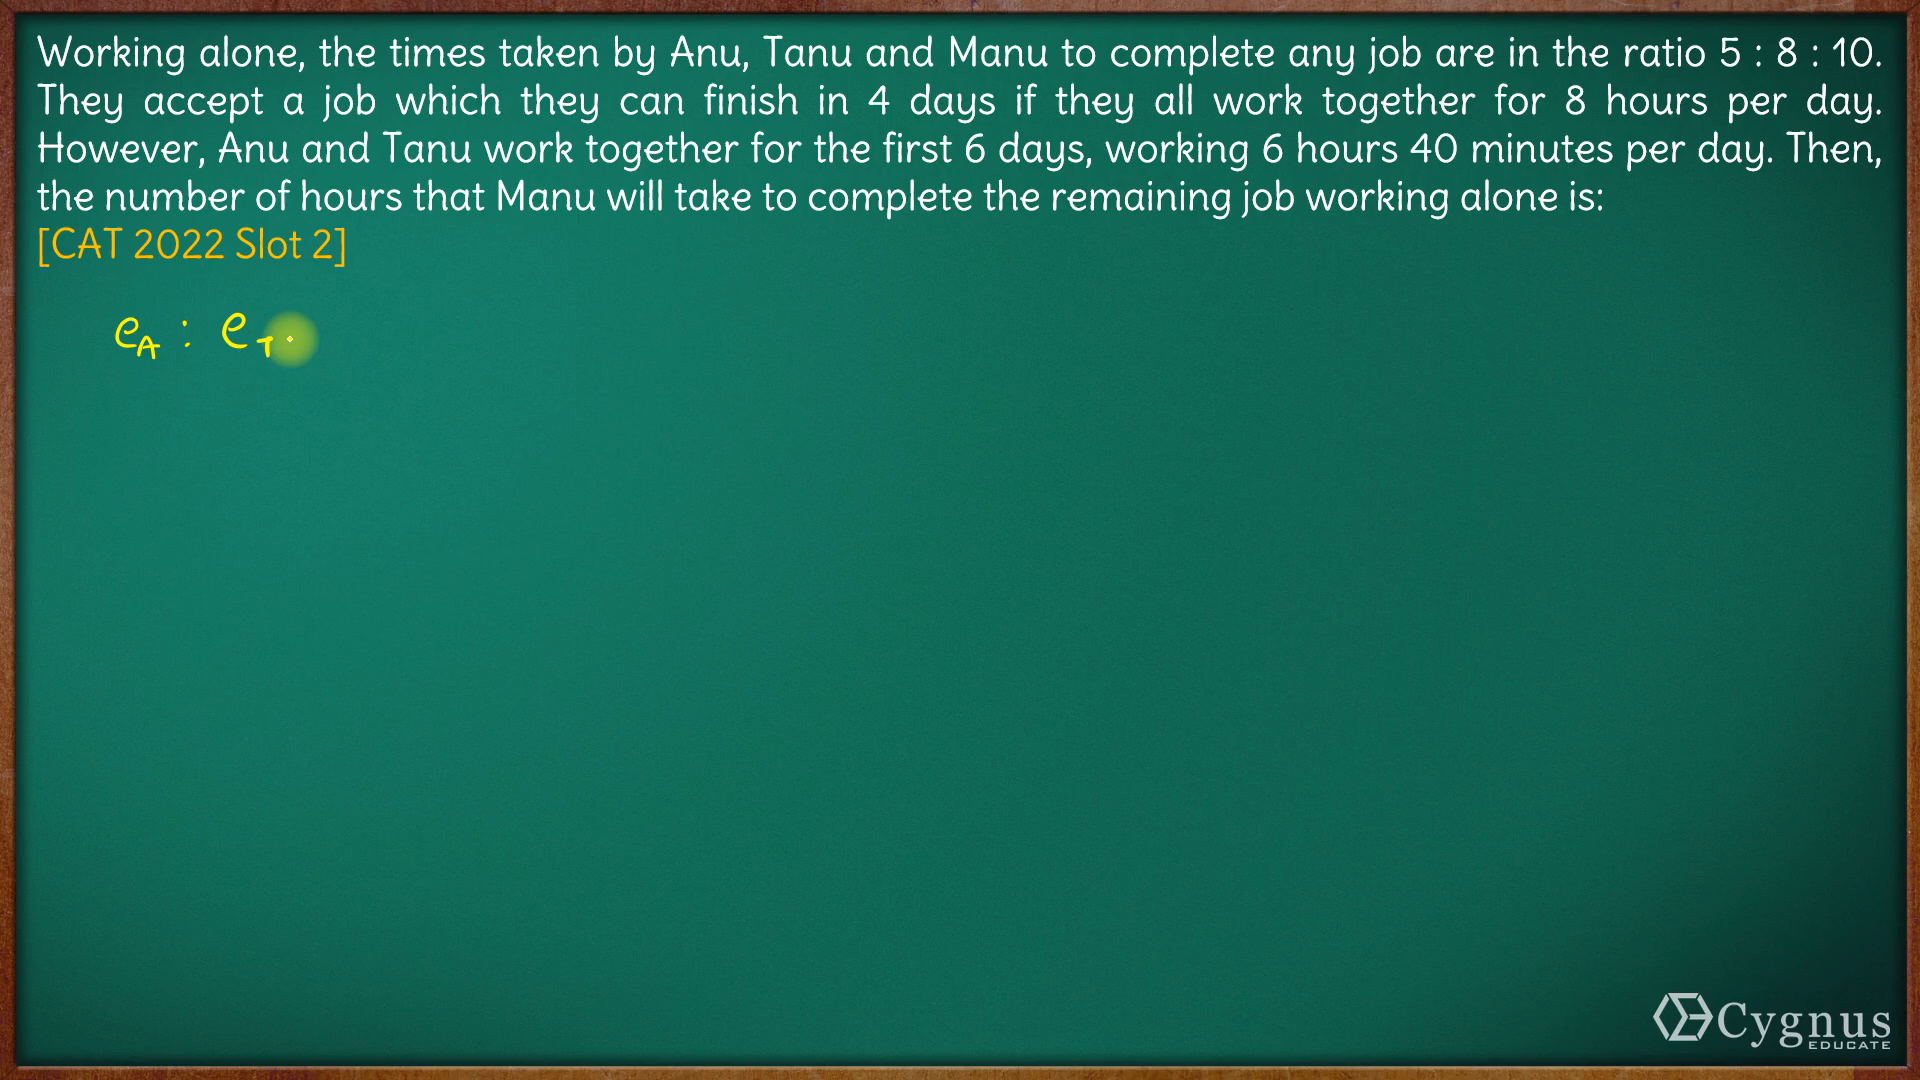 Working alone, the times taken by Anu, Tanu and Manu to complete any job are in the ratio 5 : 8 : 10.
They accept a job which they can finish in 4 days if they all work together for 8 hours per day.
However, Anu and Tanu work together for the first 6 days, working 6 hours 40 minutes per day. Then,
the number of hours that Manu will take to complete the remaining job working alone is:
[CAT 2022 Slot 2]
e_A : e_T .
Cygnus
EDUCATE